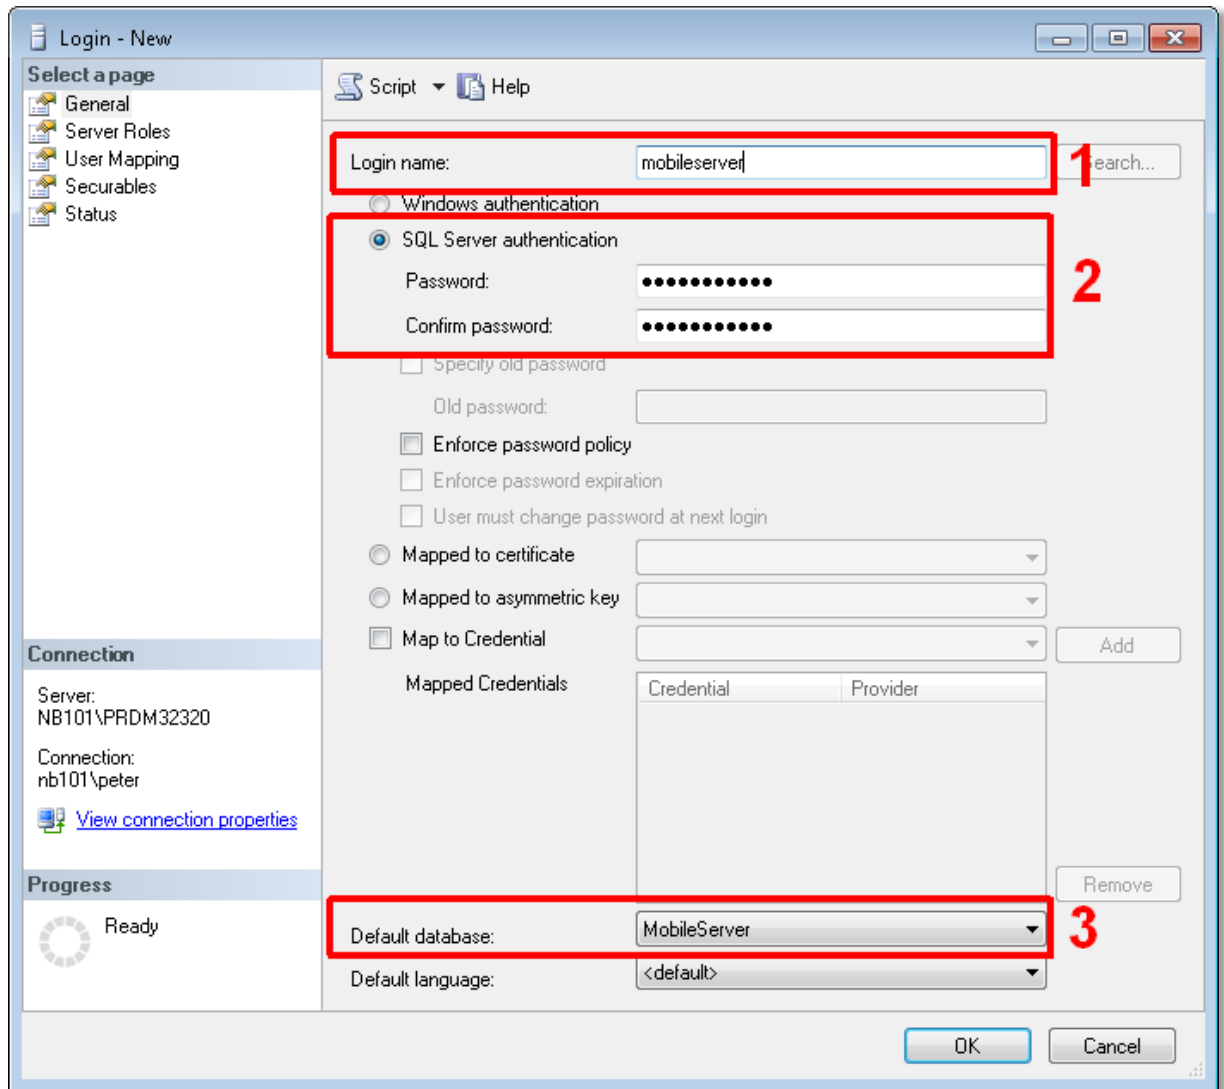 Login - New
Select a page
General
Server Roles
User Mapping
Securables
Status
Connection
Server:
NB101\PRDM32320
Connection:
nb101\peter
View connection properties
Progress
Ready
Script Help
Login name: mobileserver 1 Search...
Windows authentication
SQL Server authentication
Password: ●●●●●●●●●●● 2
Confirm password: ●●●●●●●●●●●
Specify old password
Old password:
Enforce password policy
Enforce password expiration
User must change password at next login
Mapped to certificate
Mapped to asymmetric key
Map to Credential Add
Mapped Credentials Credential Provider
Remove
Default database: MobileServer 3
Default language: <default>
OK Cancel